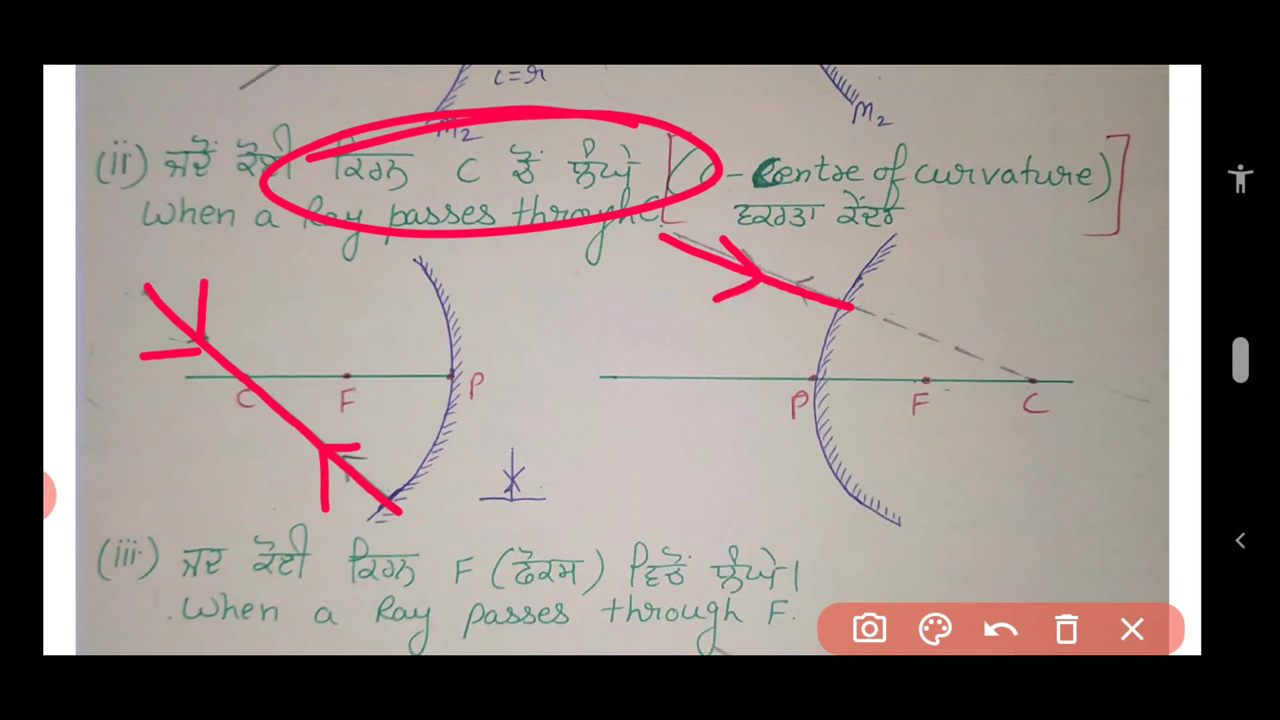 i=r
M₂
M₂
(ii) ਜਦੋਂ ਕੋਈ ਕਿਰਨ C ਤੋਂ ਲੰਘੇ [(C - Centre of curvature)]
When a Ray passes through C. ਵਕਰਤਾ ਕੇਂਦਰ
C F P
P F C
(iii) ਜਦ ਕੋਈ ਕਿਰਨ F (ਫੋਕਸ) ਵਿਚੋਂ ਲੰਘੇ।
When a Ray passes through F.